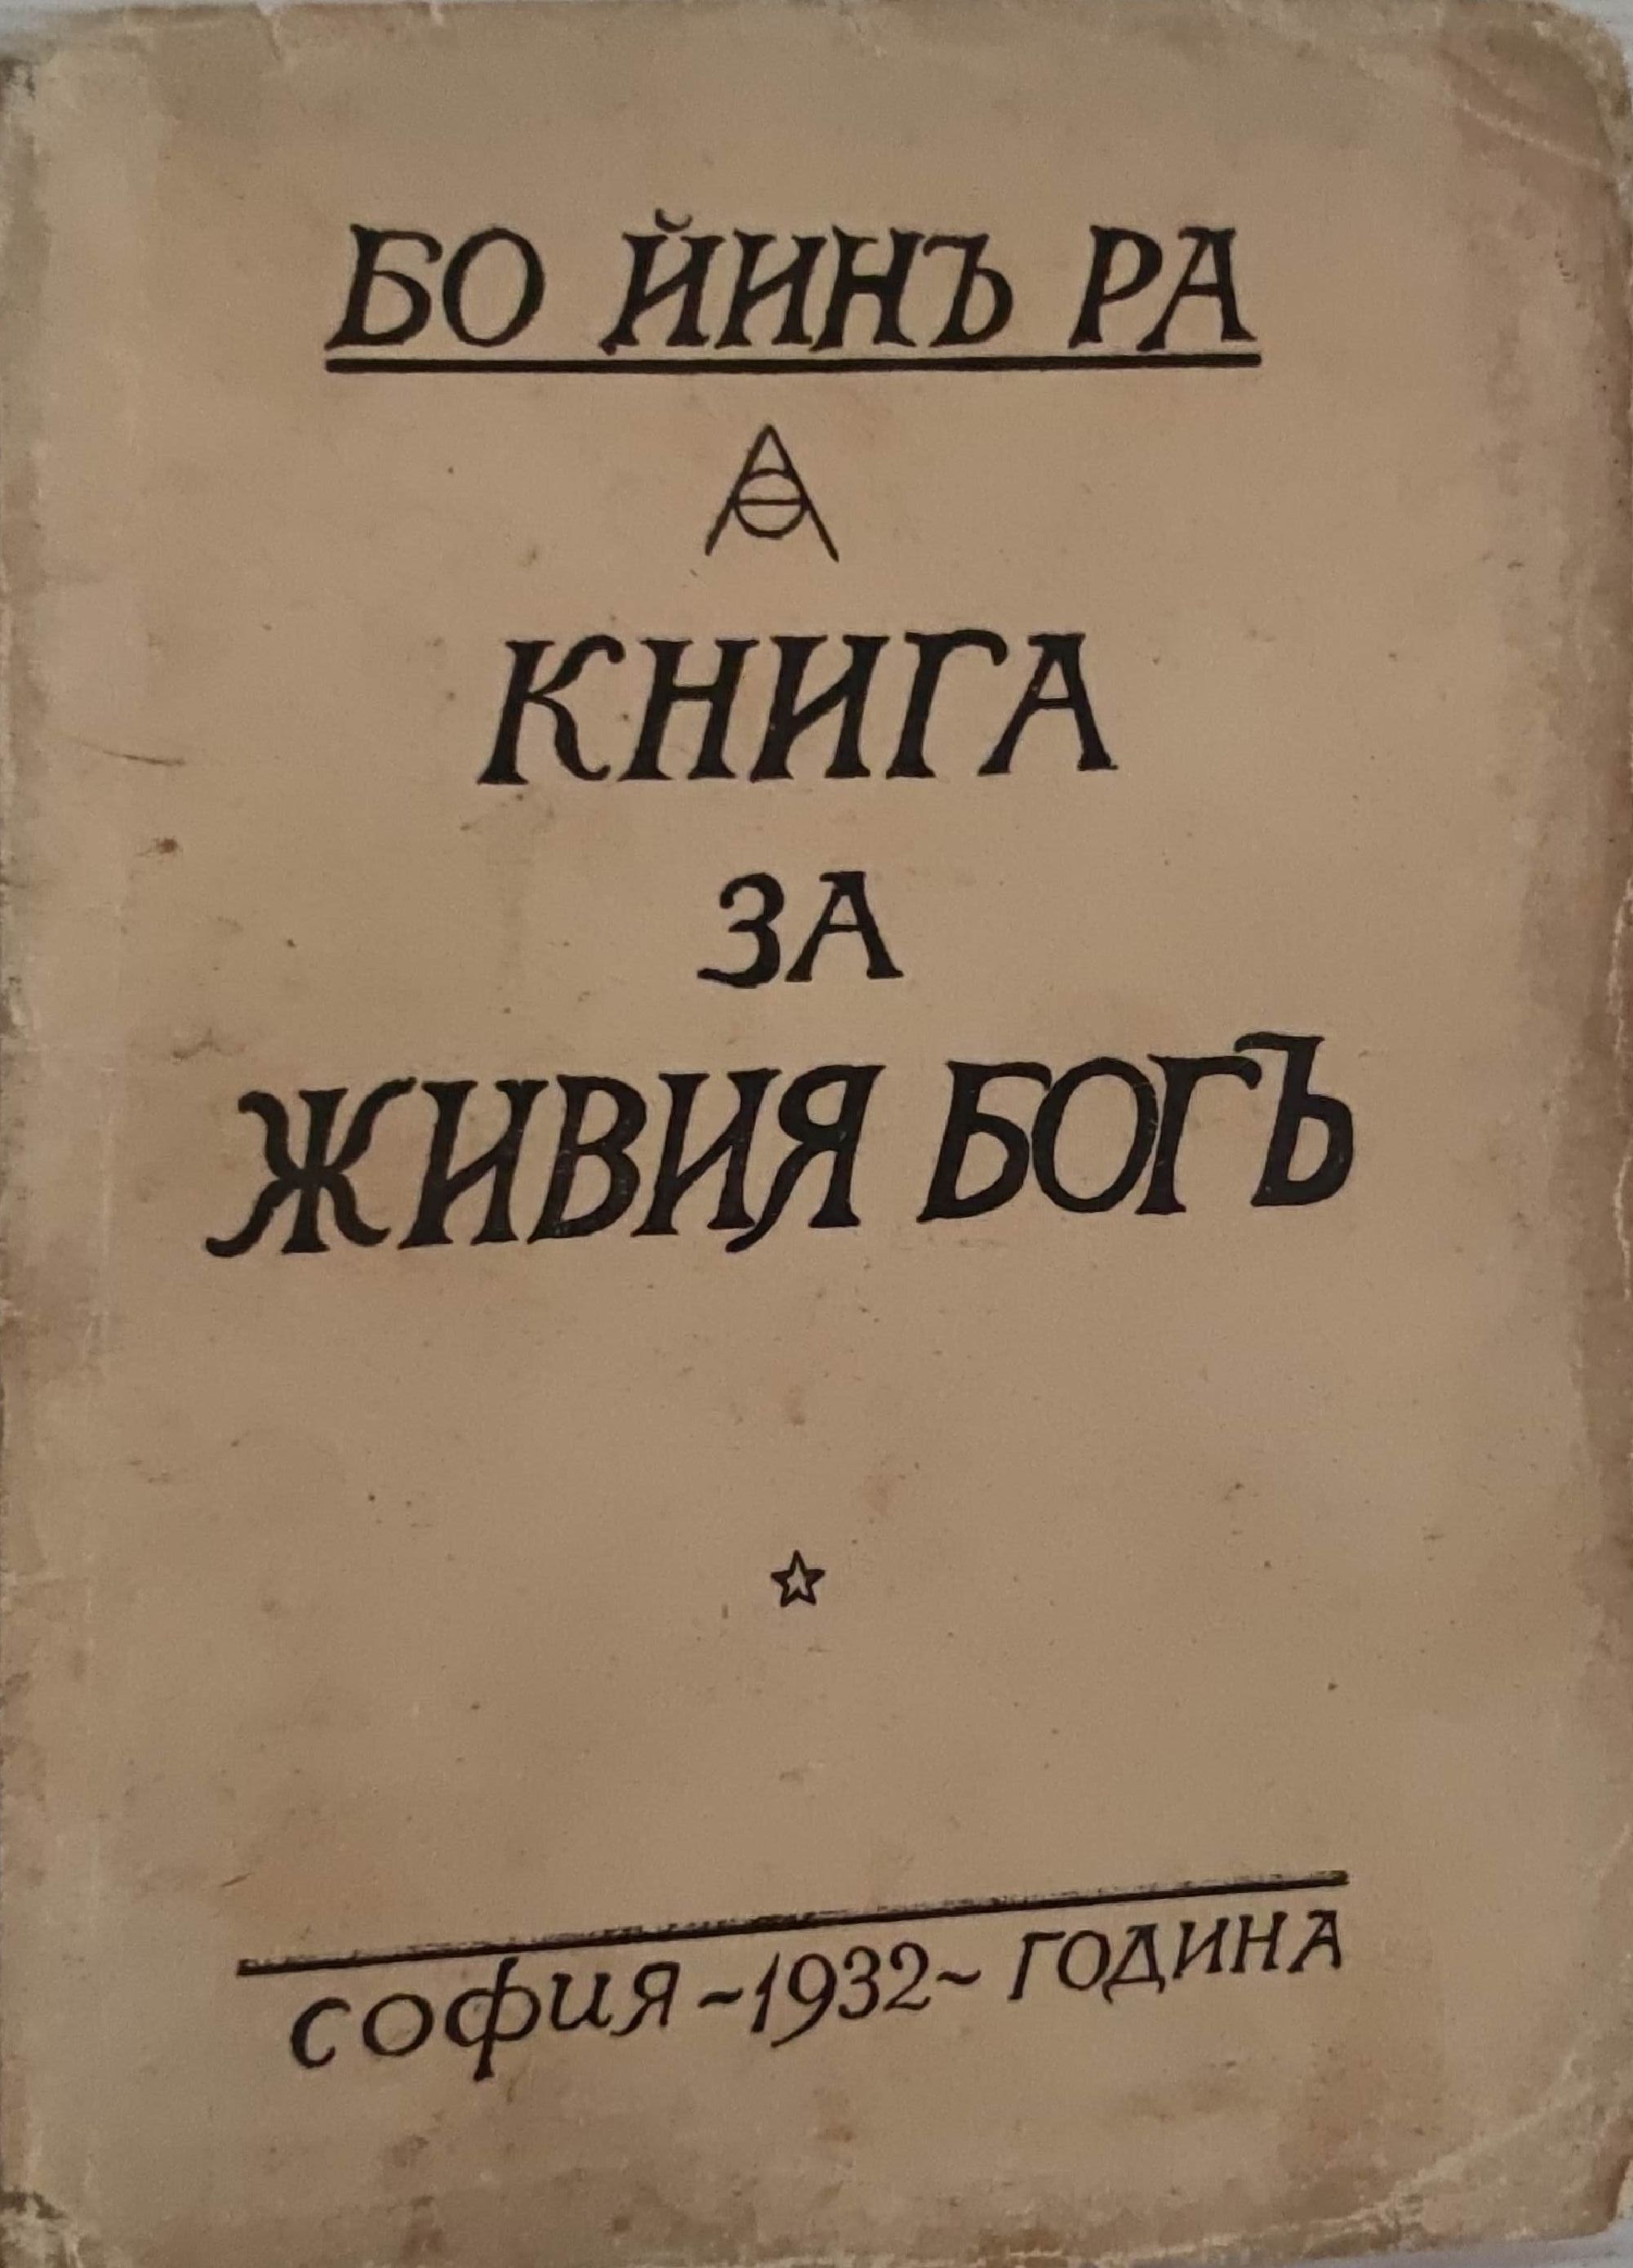 БО ЙИНЪ РА
КНИГА
ЗА
ЖИВИЯ БОГЪ
СОФИЯ ~1932~ ГОДИНА